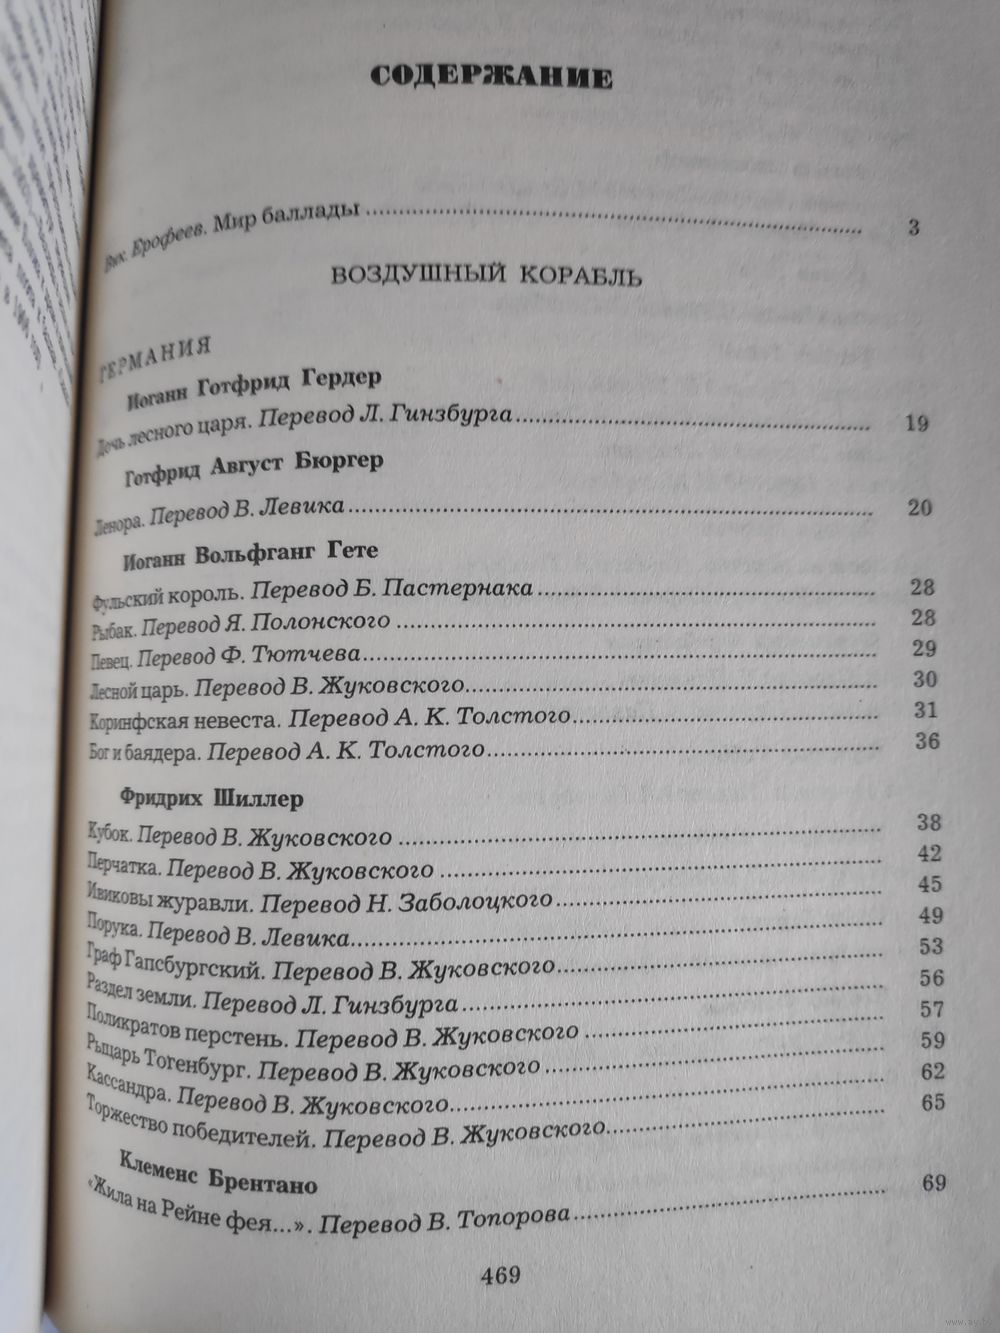 СОДЕРЖАНИЕ
Вик. Ерофеев. Мир баллады 3
ВОЗДУШНЫЙ КОРАБЛЬ
ГЕРМАНИЯ
Иоганн Готфрид Гердер
Дочь лесного царя. Перевод Л. Гинзбурга 19
Готфрид Август Бюргер
Ленора. Перевод В. Левика 20
Иоганн Вольфганг Гете
Фульский король. Перевод Б. Пастернака 28
Рыбак. Перевод Я. Полонского 28
Певец. Перевод Ф. Тютчева 29
Лесной царь. Перевод В. Жуковского 30
Коринфская невеста. Перевод А. К. Толстого 31
Бог и баядера. Перевод А. К. Толстого 36
Фридрих Шиллер
Кубок. Перевод В. Жуковского 38
Перчатка. Перевод В. Жуковского 42
Ивиковы журавли. Перевод Н. Заболоцкого 45
Порука. Перевод В. Левика 49
Граф Гапсбургский. Перевод В. Жуковского 53
Раздел земли. Перевод Л. Гинзбурга 56
Поликратов перстень. Перевод В. Жуковского 57
Рыцарь Тогенбург. Перевод В. Жуковского 59
Кассандра. Перевод В. Жуковского 62
Торжество победителей. Перевод В. Жуковского 65
Клеменс Брентано
«Жила на Рейне фея...». Перевод В. Топорова 69
469